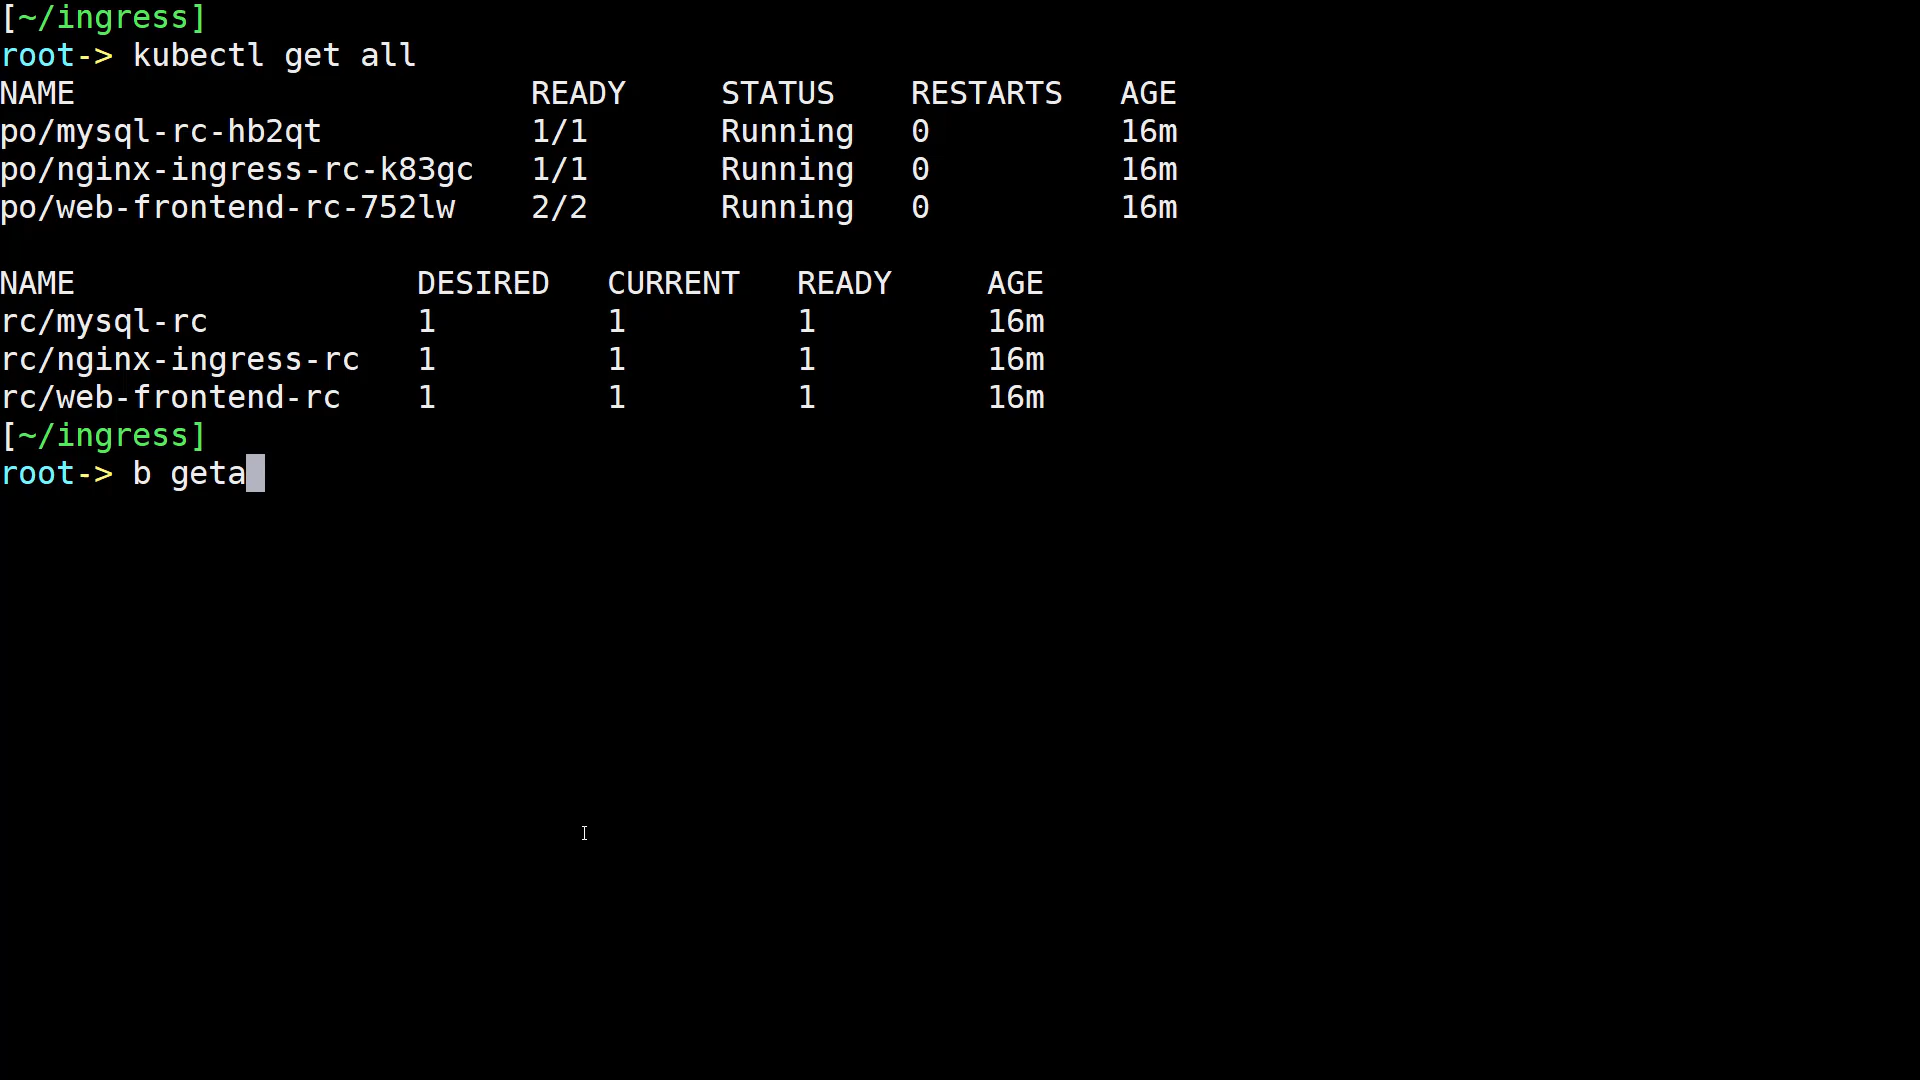 [~/ingress]
root-> kubectl get all
NAME                        READY     STATUS    RESTARTS   AGE
po/mysql-rc-hb2qt           1/1       Running   0          16m
po/nginx-ingress-rc-k83gc   1/1       Running   0          16m
po/web-frontend-rc-752lw    2/2       Running   0          16m

NAME                  DESIRED   CURRENT   READY     AGE
rc/mysql-rc           1         1         1         16m
rc/nginx-ingress-rc   1         1         1         16m
rc/web-frontend-rc    1         1         1         16m
[~/ingress]
root-> b geta